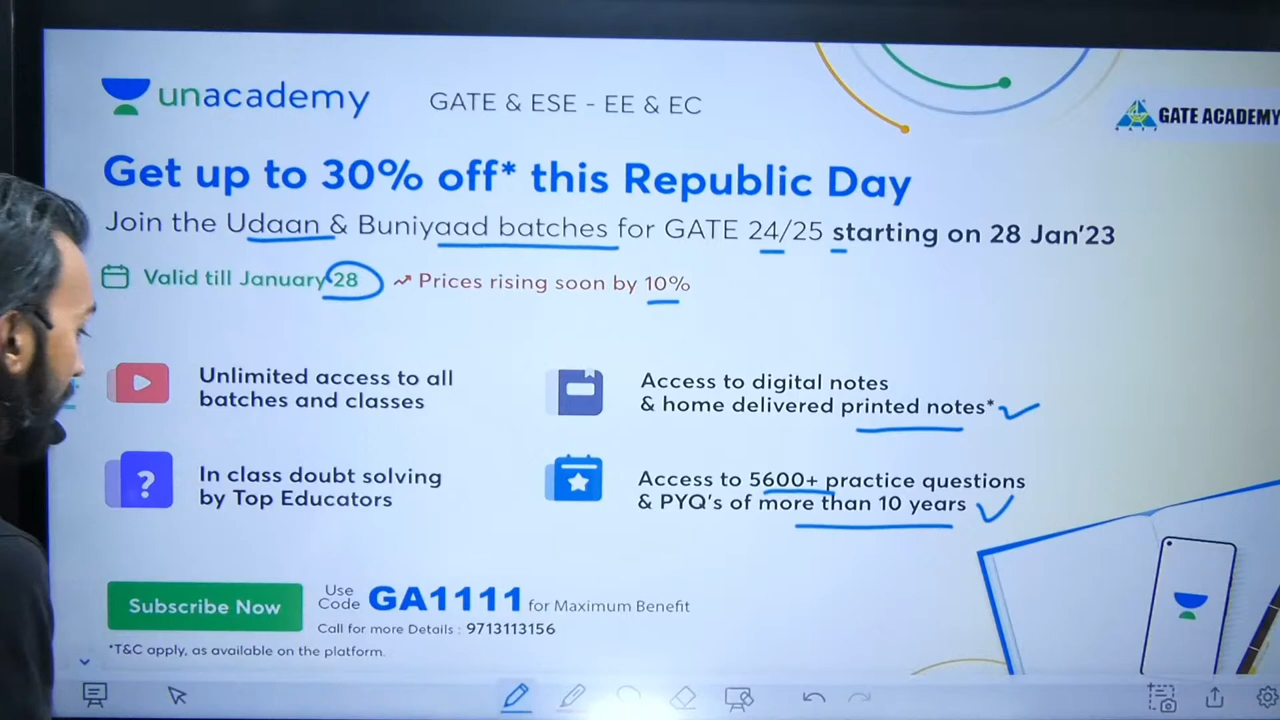 unacademy
GATE & ESE - EE & EC
GATE ACADEMY
Get up to 30% off* this Republic Day
Join the Udaan & Buniyaad batches for GATE 24/25 starting on 28 Jan'23
Valid till January 28
Prices rising soon by 10%
Unlimited access to all
batches and classes
Access to digital notes
& home delivered printed notes*
?
In class doubt solving
by Top Educators
Access to 5600+ practice questions
& PYQ's of more than 10 years
Subscribe Now
Use
Code
GA1111 for Maximum Benefit
Call for more Details : 9713113156
*T&C apply, as available on the platform.